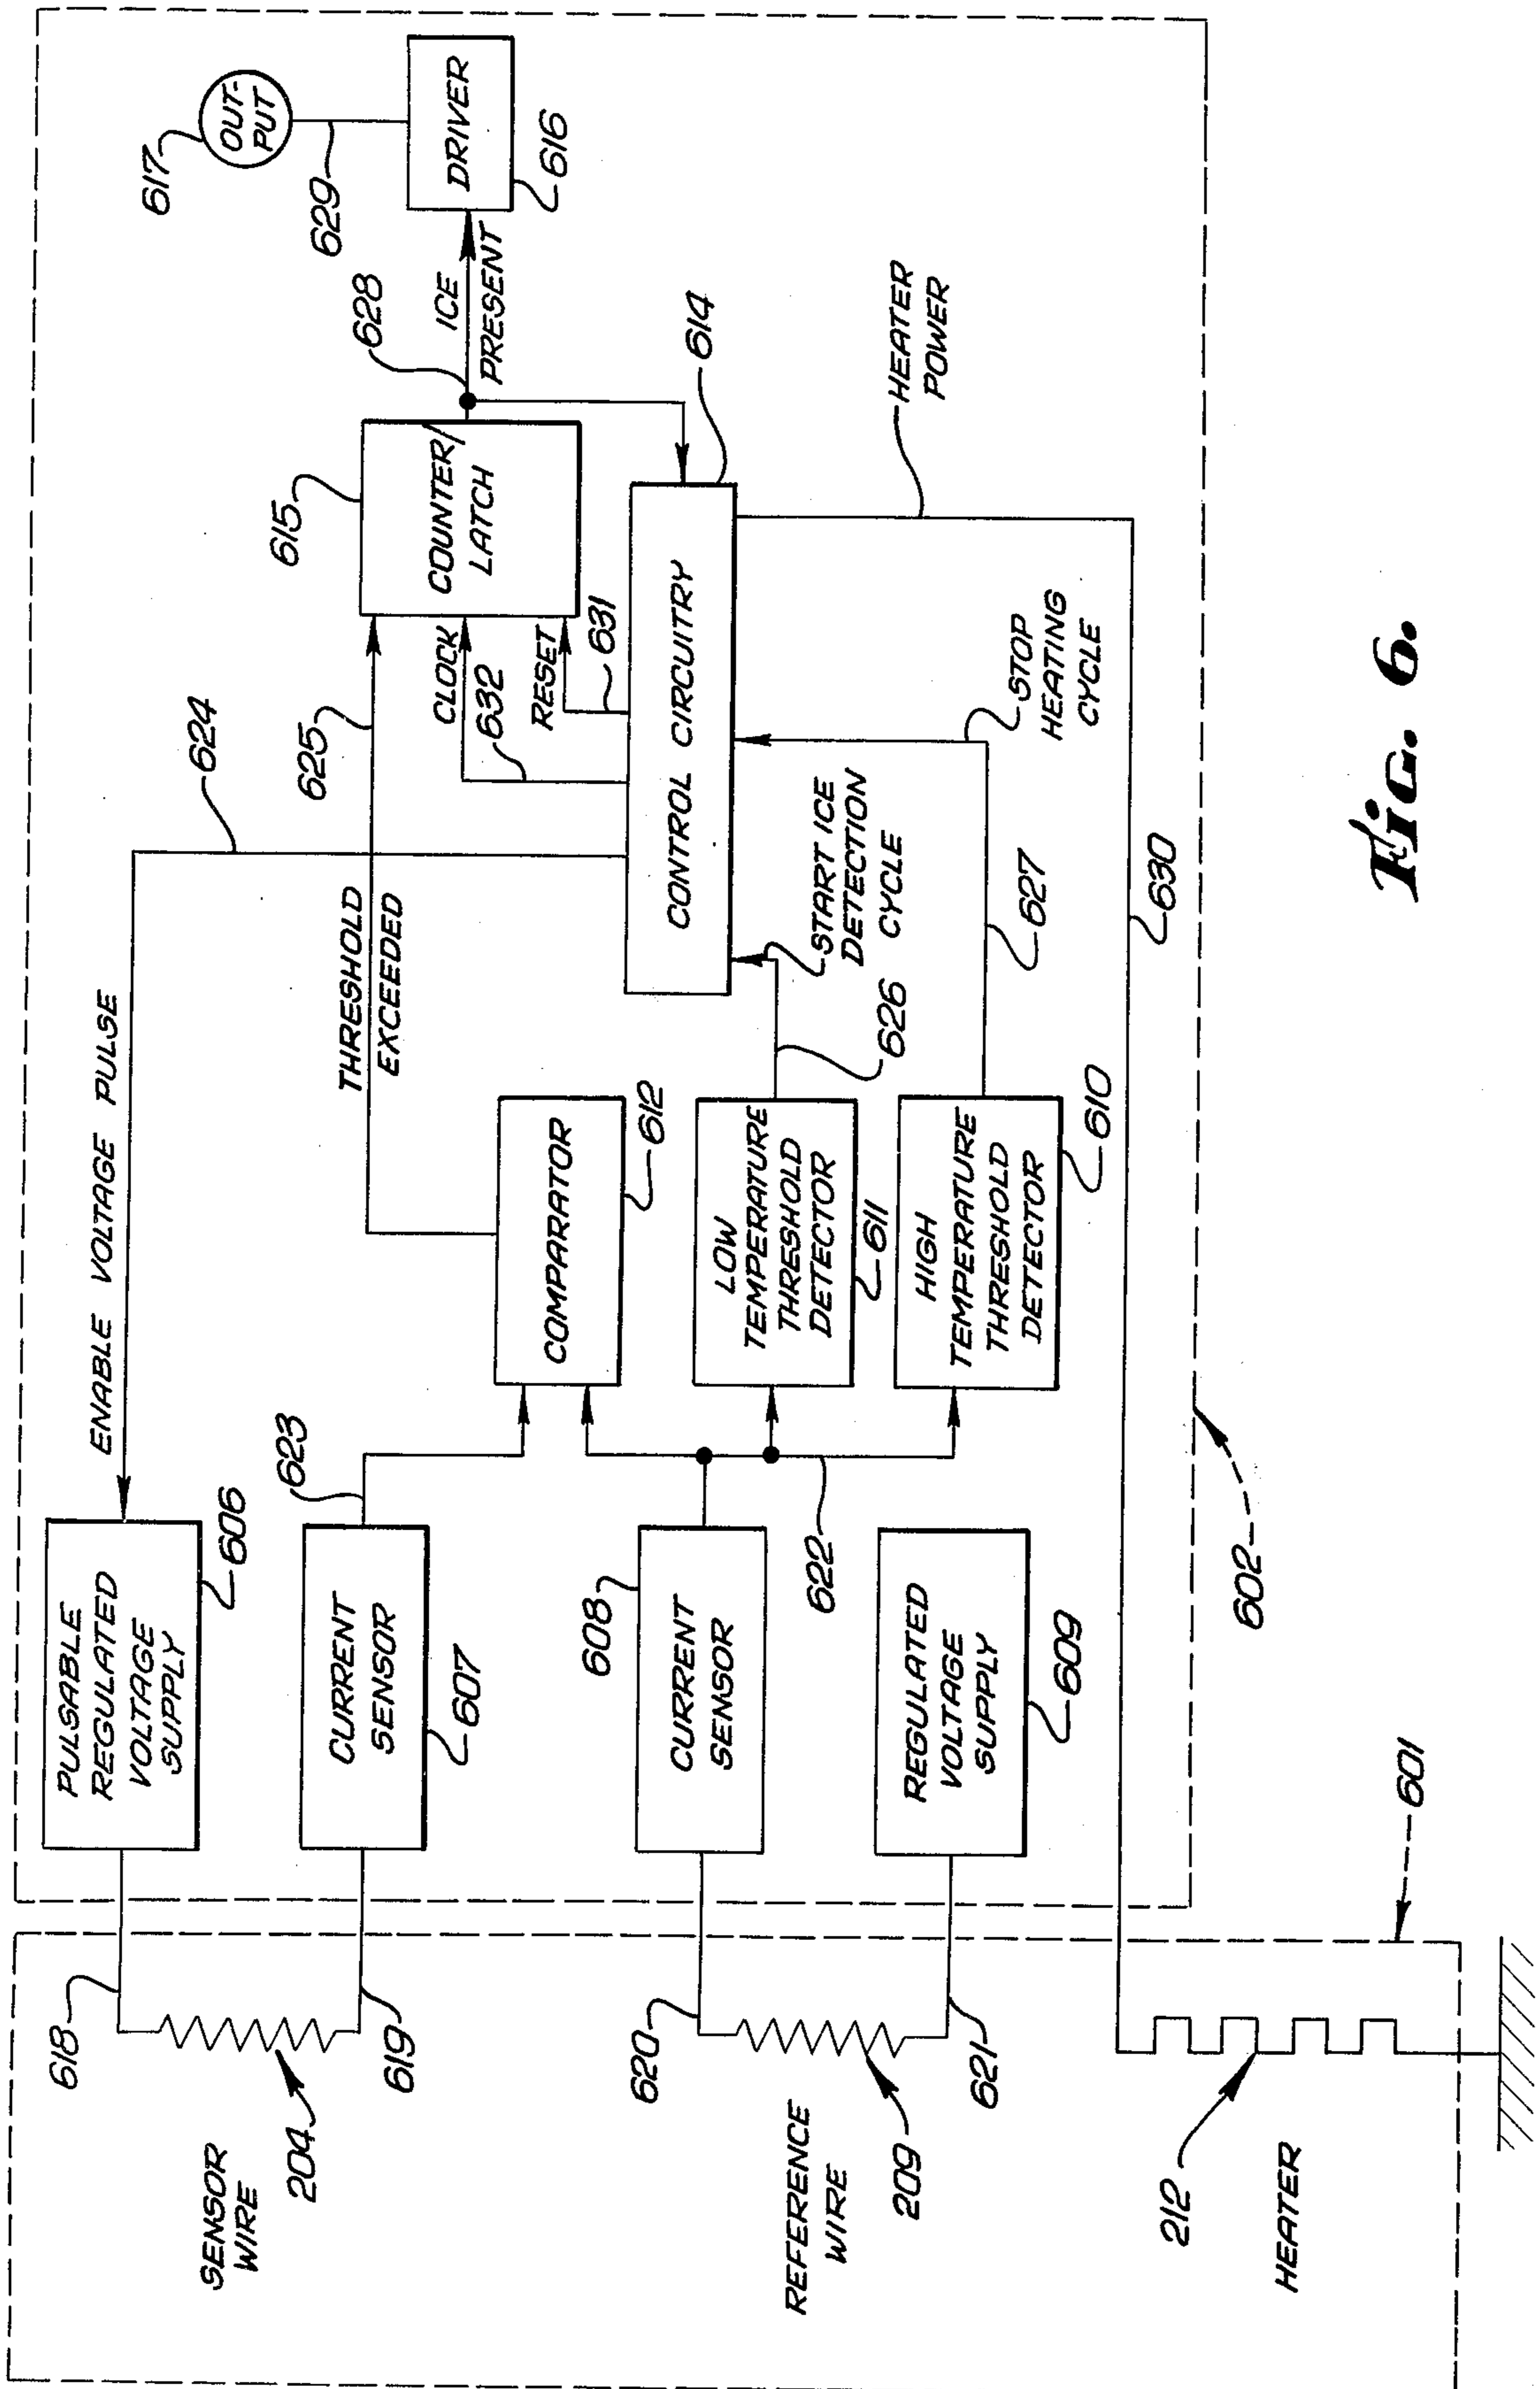 617
OUT-
PUT
629
DRIVER
616
628
ICE
PRESENT
615
COUNTER/
LATCH
624
625
THRESHOLD
EXCEEDED
CLOCK
632
RESET
631
614
CONTROL CIRCUITRY
HEATER
POWER
ENABLE VOLTAGE PULSE
PULSABLE
REGULATED
VOLTAGE
SUPPLY
606
623
CURRENT
SENSOR
607
COMPARATOR
612
608
CURRENT
SENSOR
622
LOW
TEMPERATURE
THRESHOLD
DETECTOR
611
START ICE
DETECTION
CYCLE
626
HIGH
TEMPERATURE
THRESHOLD
DETECTOR
610
STOP
HEATING
CYCLE
627
REGULATED
VOLTAGE
SUPPLY
609
630
602
618
SENSOR
WIRE
204
619
620
REFERENCE
WIRE
209
621
212
HEATER
601
Fig. 6.